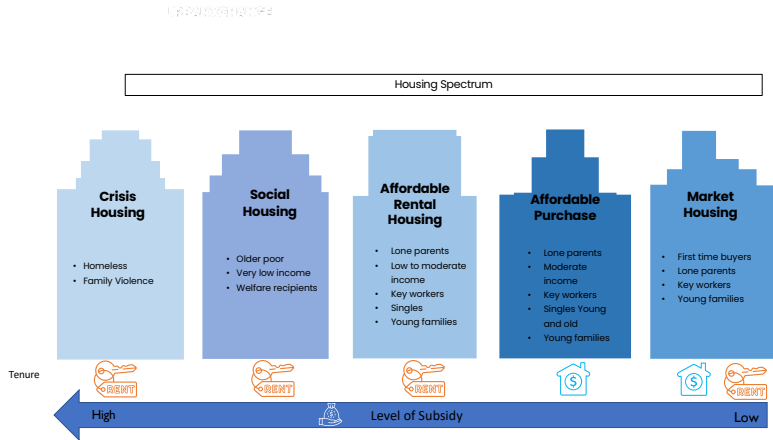 Housing Spectrum
Crisis
Housing
• Homeless
• Family Violence
Social
Housing
• Older poor
• Very low income
• Welfare recipients
Affordable
Rental
Housing
• Lone parents
• Low to moderate
income
• Key workers
• Singles
• Young families
Affordable
Purchase
• Lone parents
• Moderate
income
• Key workers
• Singles Young
and old
• Young families
Market
Housing
• First time buyers
• Lone parents
• Key workers
• Young families
Tenure
RENT
RENT
RENT
$
$
RENT
High
$
Level of Subsidy
Low